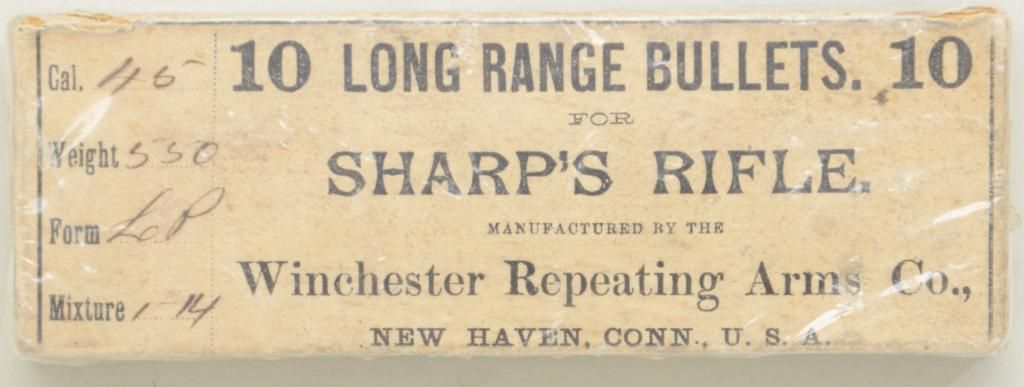 Cal. 45
Weight 550
Form LP
Mixture 1-14
10 LONG RANGE BULLETS. 10
FOR
SHARP'S RIFLE.
MANUFACTURED BY THE
Winchester Repeating Arms Co.,
NEW HAVEN, CONN., U. S. A.